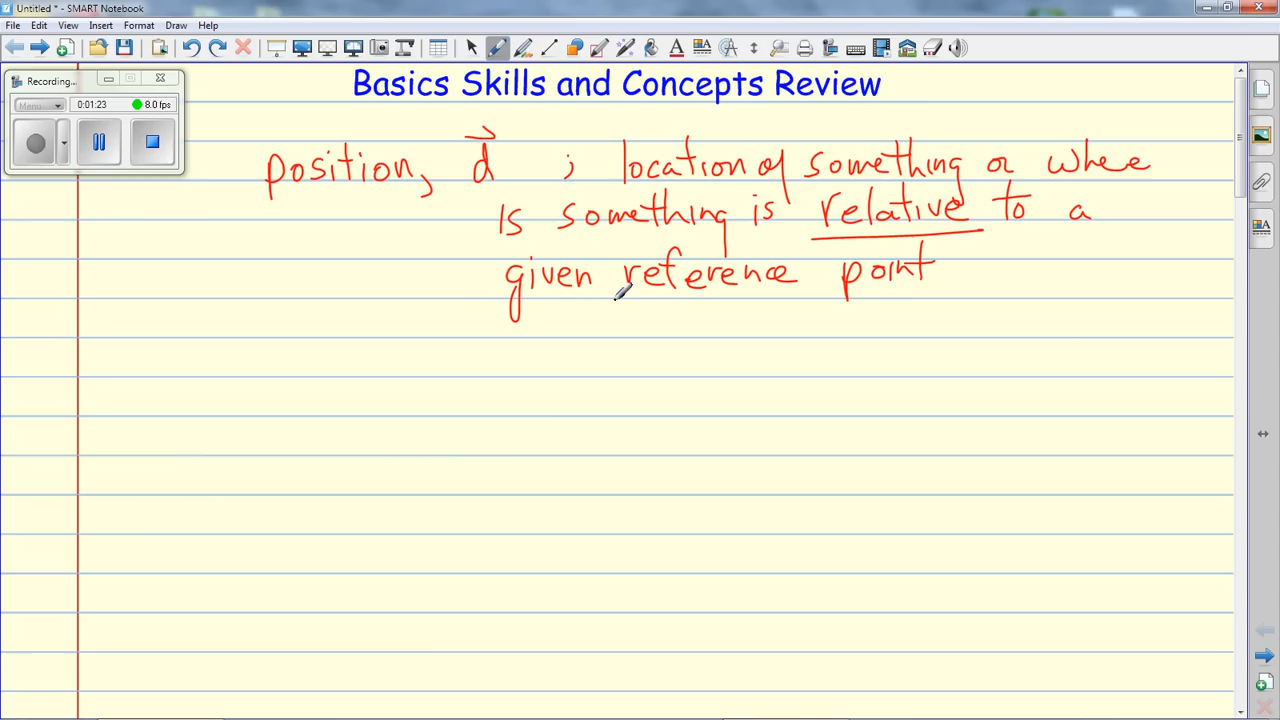 Untitled * - SMART Notebook
File Edit View Insert Format Draw Help
Recording...
Menu
0:01:23
8.0 fps
Basics Skills and Concepts Review
position, d⃗ ; location of something or where
is something is relative to a
given reference point